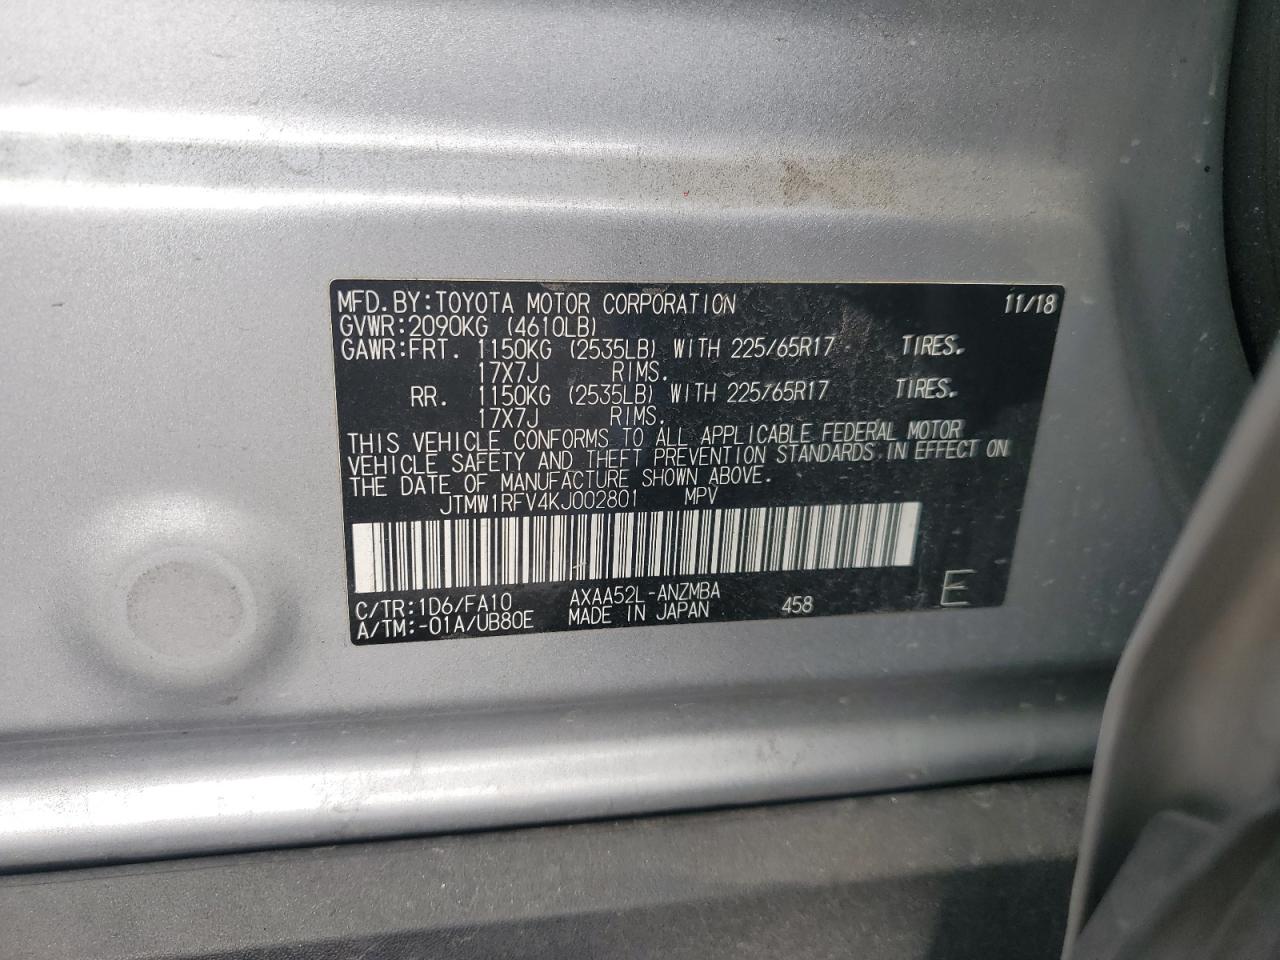 MFD.BY:TOYOTA MOTOR CORPORATION 11/18
GVWR:2090KG (4610LB)
GAWR:FRT. 1150KG (2535LB) WITH 225/65R17 TIRES.
17X7J RIMS.
RR. 1150KG (2535LB) WITH 225/65R17 TIRES.
17X7J RIMS.
THIS VEHICLE CONFORMS TO ALL APPLICABLE FEDERAL MOTOR
VEHICLE SAFETY AND THEFT PREVENTION STANDARDS IN EFFECT ON
THE DATE OF MANUFACTURE SHOWN ABOVE.
JTMW1RFV4KJ002801 MPV
C/TR:1D6/FA10 AXAA52L-ANZMBA
A/TM:-01A/UB80E MADE IN JAPAN 458 E